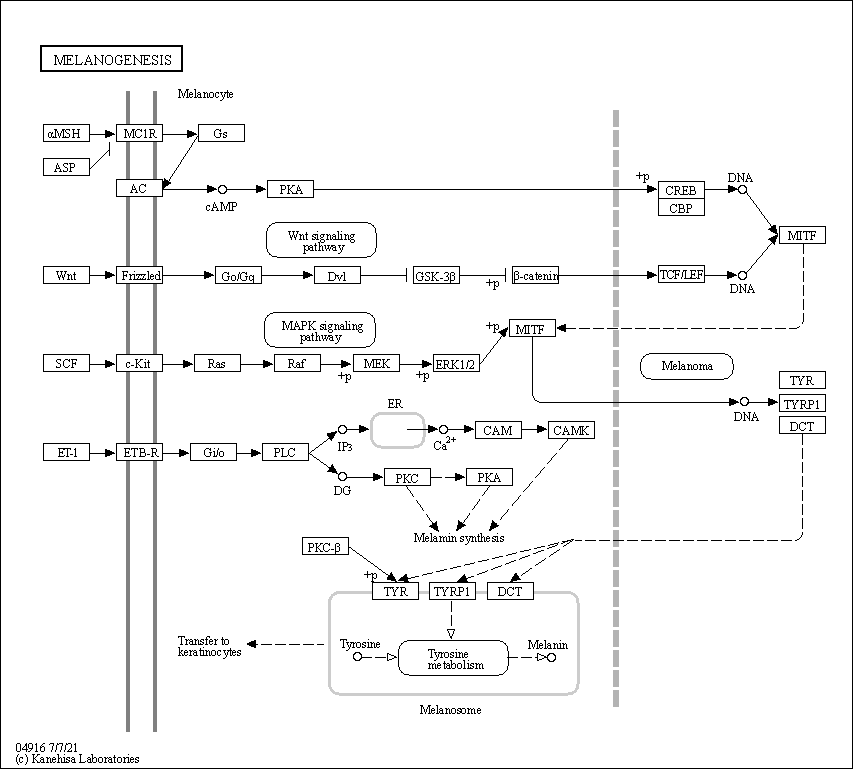 MELANOGENESIS
Melanocyte
αMSH
MC1R
Gs
ASP
AC
cAMP
PKA
+p
CREB
CBP
DNA
MITF
Wnt signaling
pathway
Wnt
Frizzled
Go/Gq
Dvl
GSK-3β
+p
β-catenin
TCF/LEF
DNA
MAPK signaling
pathway
+p
MITF
SCF
c-Kit
Ras
Raf
+p
MEK
+p
ERK1/2
Melanoma
TYR
TYRP1
DCT
DNA
ER
ET-1
ETB-R
Gi/o
PLC
IP3
Ca2+
CAM
CAMK
DG
PKC
PKA
Melamin synthesis
PKC-β
+p
TYR
TYRP1
DCT
Transfer to
keratinocytes
Tyrosine
Tyrosine
metabolism
Melanin
Melanosome
04916 7/7/21
(c) Kanehisa Laboratories